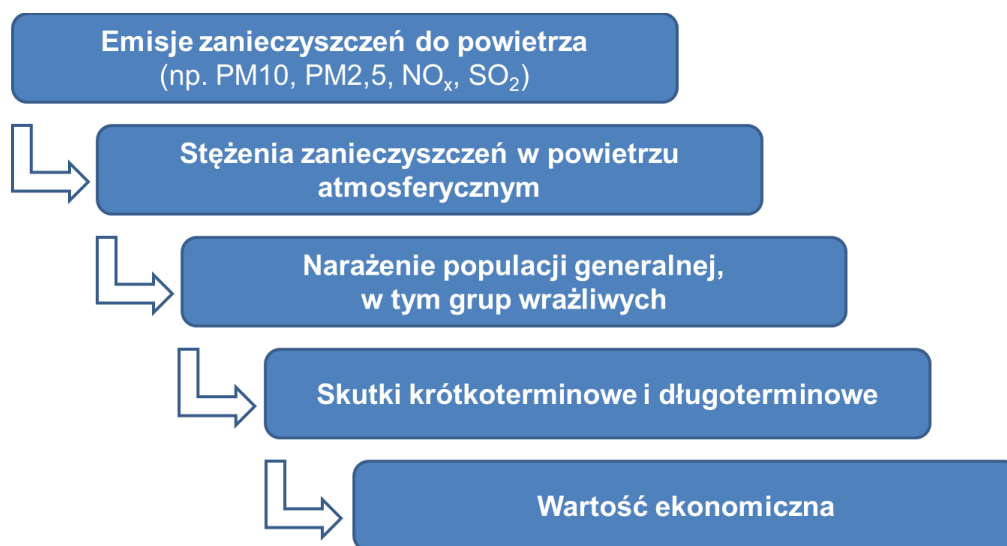 Emisje zanieczyszczeń do powietrza
(np. PM10, PM2,5, NOₓ, SO₂)
Stężenia zanieczyszczeń w powietrzu
atmosferycznym
Narażenie populacji generalnej,
w tym grup wrażliwych
Skutki krótkoterminowe i długoterminowe
Wartość ekonomiczna